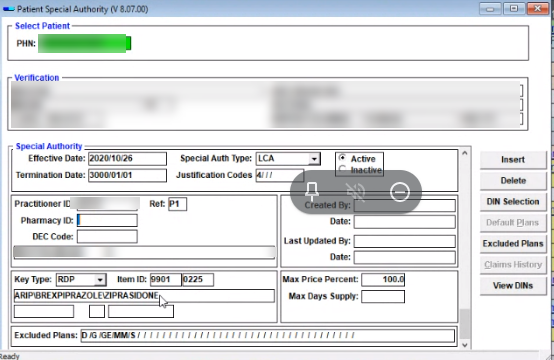 Patient Special Authority (V 8.07.00)
Select Patient
PHN:
Verification
Special Authority
Effective Date: 2020/10/26 Special Auth Type: LCA Active
Termination Date: 3000/01/01 Justification Codes 4/ / / Inactive
Practitioner ID Ref: P1 Created By:
Pharmacy ID: Date:
DEC Code: Last Updated By:
Date:
Key Type: RDP Item ID: 9901 0225 Max Price Percent: 100.0
ARIP\BREXPIPRAZOLE\ZIPRASIDONE Max Days Supply:
Excluded Plans: D /G /GE/MM/S / / / / / / / / / / / / / / / / / / / / / / / / / / / / / / / /
Insert
Delete
DIN Selection
Default Plans
Excluded Plans
Claims History
View DINs
Ready